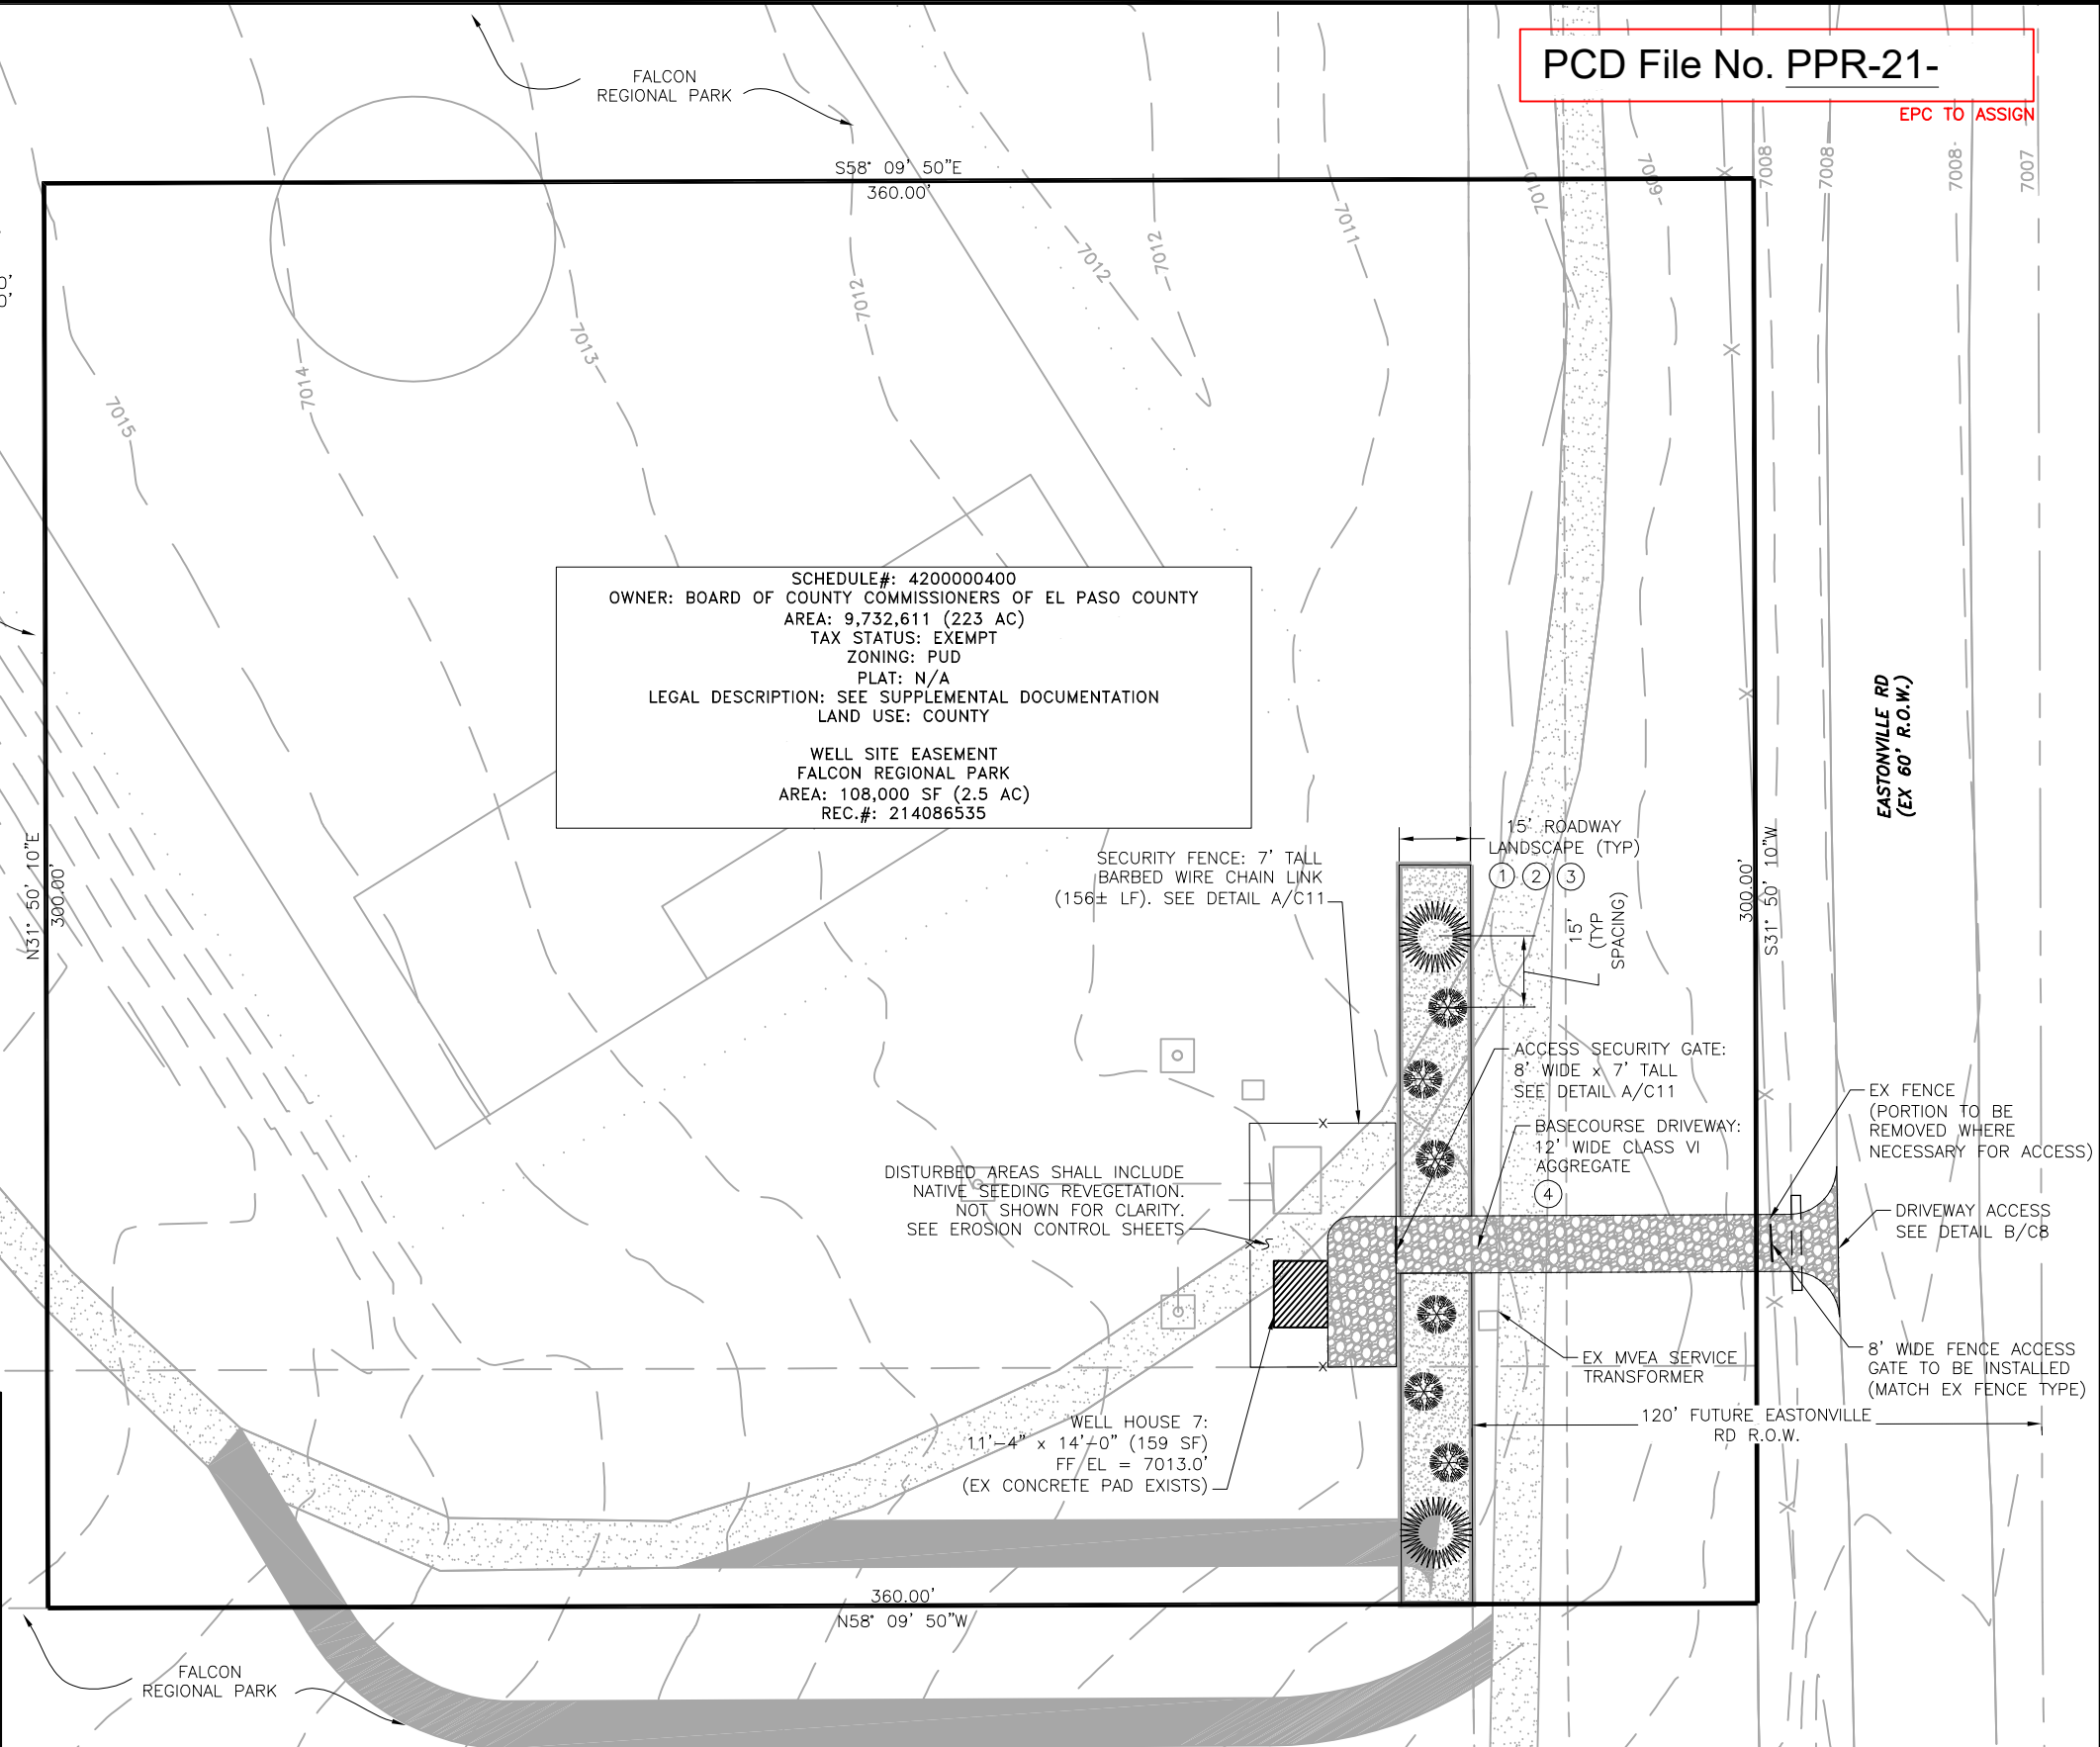 PCD File No. PPR-21-
EPC TO ASSIGN
FALCON
REGIONAL PARK
S58° 09' 50"E
360.00'
7008
7008
7008
7007
7009
7010
7011
7012
7012
7012
7013
7014
7015
0'
0'
SCHEDULE#: 4200000400
OWNER: BOARD OF COUNTY COMMISSIONERS OF EL PASO COUNTY
AREA: 9,732,611 (223 AC)
TAX STATUS: EXEMPT
ZONING: PUD
PLAT: N/A
LEGAL DESCRIPTION: SEE SUPPLEMENTAL DOCUMENTATION
LAND USE: COUNTY
WELL SITE EASEMENT
FALCON REGIONAL PARK
AREA: 108,000 SF (2.5 AC)
REC.#: 214086535
EASTONVILLE RD
(EX 60' R.O.W.)
N31° 50' 10"E
300.00'
300.00'
S31° 50' 10"W
15' ROADWAY
LANDSCAPE (TYP)
1 2 3
15'
(TYP
SPACING)
SECURITY FENCE: 7' TALL
BARBED WIRE CHAIN LINK
(156± LF). SEE DETAIL A/C11
ACCESS SECURITY GATE:
8' WIDE x 7' TALL
SEE DETAIL A/C11
BASECOURSE DRIVEWAY:
12' WIDE CLASS VI
AGGREGATE
4
EX FENCE
(PORTION TO BE
REMOVED WHERE
NECESSARY FOR ACCESS)
DRIVEWAY ACCESS
SEE DETAIL B/C8
DISTURBED AREAS SHALL INCLUDE
NATIVE SEEDING REVEGETATION.
NOT SHOWN FOR CLARITY.
SEE EROSION CONTROL SHEETS
8' WIDE FENCE ACCESS
GATE TO BE INSTALLED
(MATCH EX FENCE TYPE)
EX MVEA SERVICE
TRANSFORMER
120' FUTURE EASTONVILLE
RD R.O.W.
WELL HOUSE 7:
11'-4" x 14'-0" (159 SF)
FF EL = 7013.0'
(EX CONCRETE PAD EXISTS)
360.00'
N58° 09' 50"W
FALCON
REGIONAL PARK